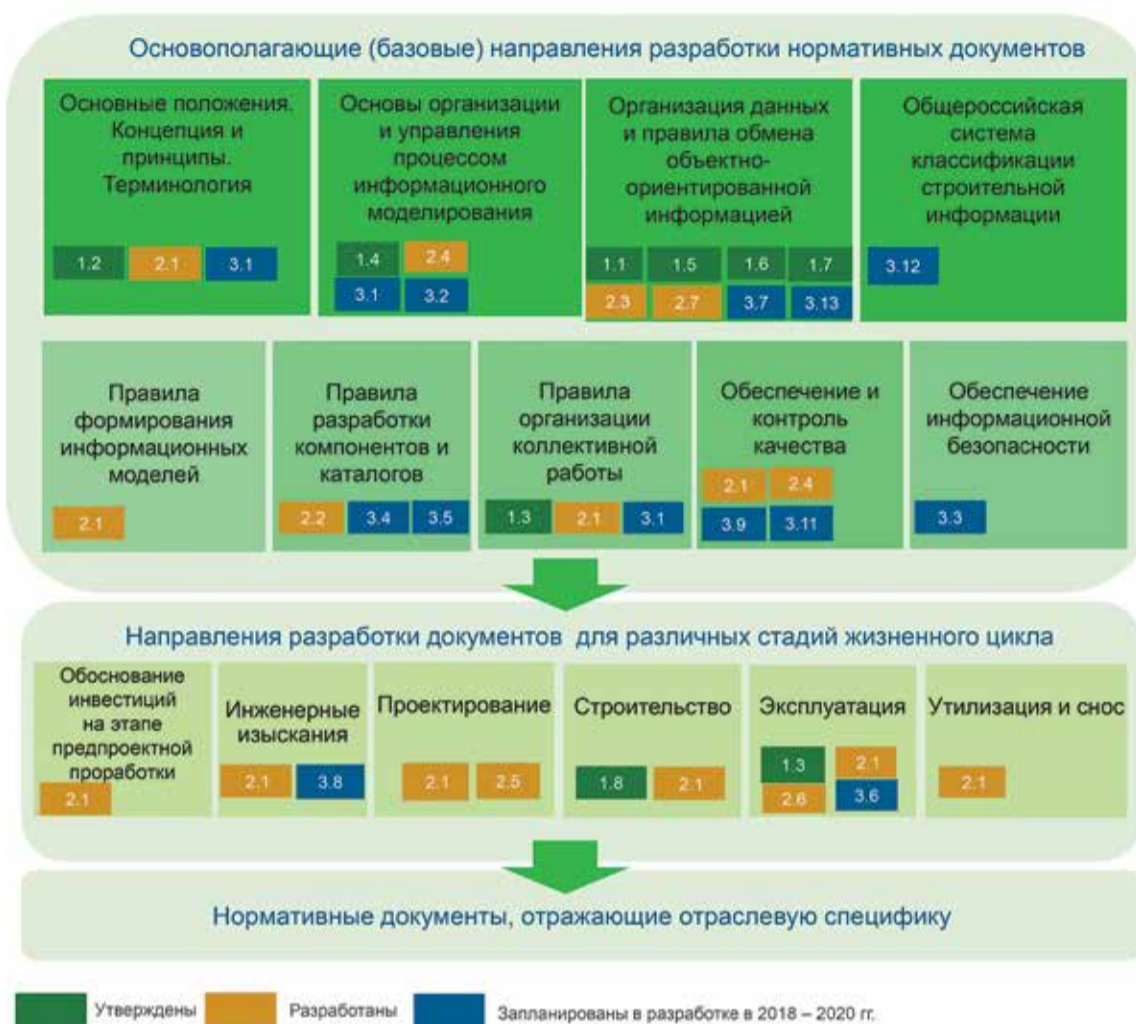 Основополагающие (базовые) направления разработки нормативных документов
Основные положения.
Концепция и
принципы.
Терминология
1.2 2.1 3.1
Основы организации
и управления
процессом
информационного
моделирования
1.4 2.4
3.1 3.2
Организация данных
и правила обмена
объектно-
ориентированной
информацией
1.1 1.5 1.6 1.7
2.3 2.7 3.7 3.13
Общероссийская
система
классификации
строительной
информации
3.12
Правила
формирования
информационных
моделей
2.1
Правила
разработки
компонентов и
каталогов
2.2 3.4 3.5
Правила
организации
коллективной
работы
1.3 2.1 3.1
Обеспечение и
контроль
качества
2.1 2.4
3.9 3.11
Обеспечение
информационной
безопасности
3.3
Направления разработки документов для различных стадий жизненного цикла
Обоснование
инвестиций
на этапе
предпроектной
проработки
2.1
Инженерные
изыскания
2.1 3.8
Проектирование
2.1 2.5
Строительство
1.8 2.1
Эксплуатация
1.3 2.1
2.6 3.6
Утилизация и снос
2.1
Нормативные документы, отражающие отраслевую специфику
Утверждены
Разработаны
Запланированы в разработке в 2018 – 2020 гг.